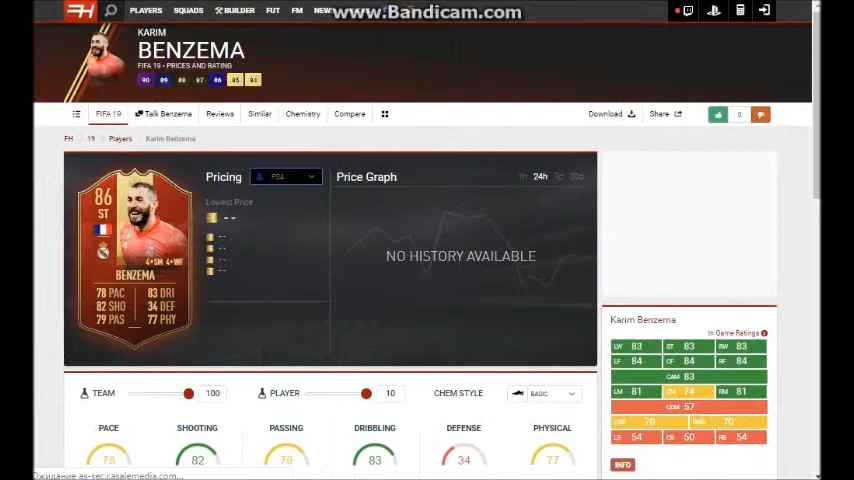 www.Bandicam.com
FH PLAYERS SQUADS BUILDER FUT FM NEW
KARIM
BENZEMA
FIFA 19 • PRICES AND RATING
90 89 88 87 86 85 84
FIFA 19 Talk Benzema Reviews Similar Chemistry Compare Download Share 0
FH 19 Players Karim Benzema
86
ST
4★SM 4★WF
BENZEMA
78 PAC 83 DRI
82 SHO 34 DEF
79 PAS 77 PHY
Pricing PS4
Lowest Price
--
--
--
--
--
Price Graph 1h 24h 7d 30d
NO HISTORY AVAILABLE
Karim Benzema
In Game Ratings
LW 83 ST 83 RW 83
LF 84 CF 84 RF 84
CAM 83
LM 81 CM 74 RM 81
CDM 57
LWB 70 RWB 70
LB 54 CB 50 RB 54
INFO
TEAM 100 PLAYER 10 CHEM STYLE BASIC
PACE SHOOTING PASSING DRIBBLING DEFENSE PHYSICAL
78 82 79 83 34 77
Ожидание as-sec.casalemedia.com...